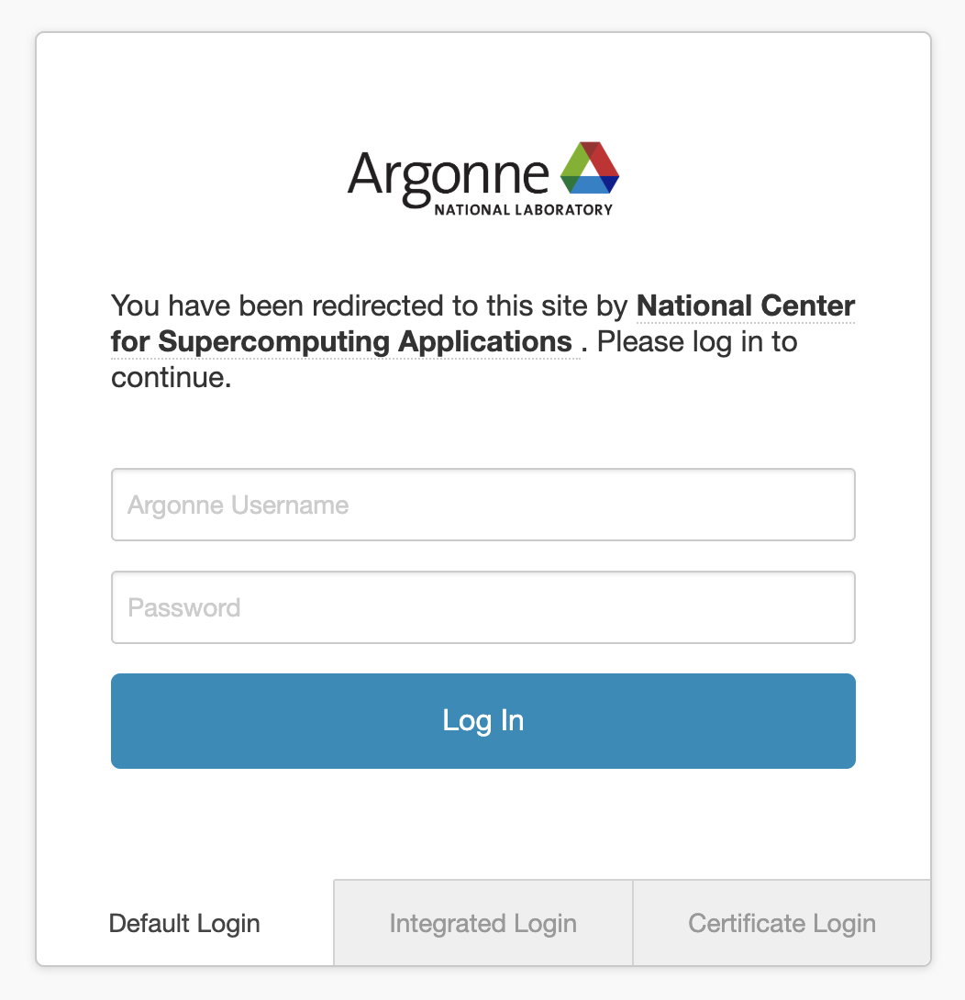 Argonne
NATIONAL LABORATORY
You have been redirected to this site by National Center
for Supercomputing Applications . Please log in to
continue.
Argonne Username
Password
Log In
Default Login
Integrated Login
Certificate Login